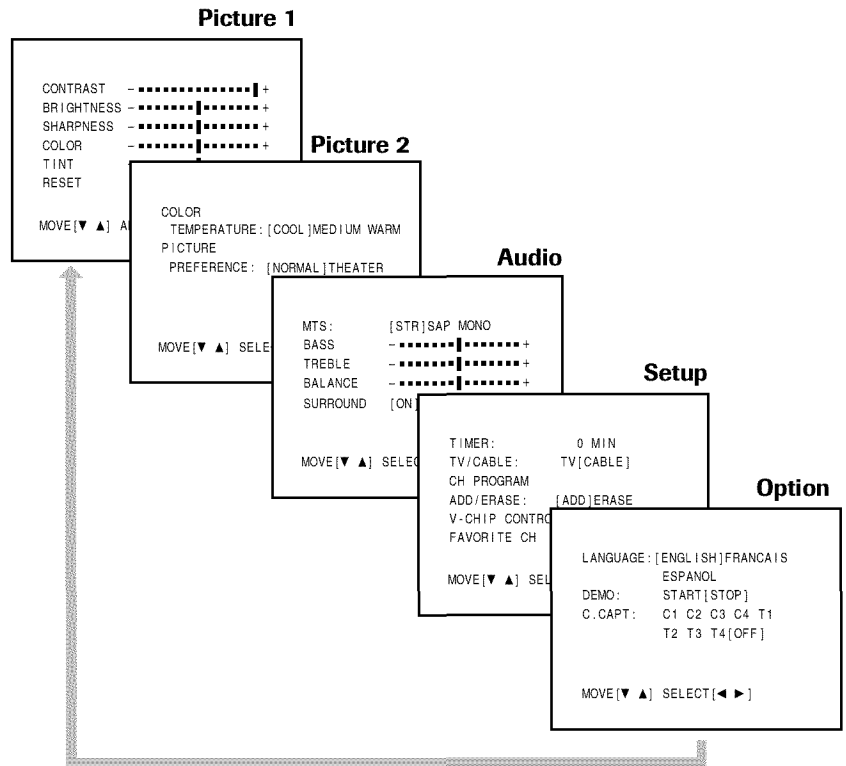 Picture 1
CONTRAST - +
BRIGHTNESS - +
SHARPNESS - +
COLOR - +
TINT -
RESET
MOVE[▼ ▲]
Picture 2
COLOR
TEMPERATURE: [COOL]MEDIUM WARM
PICTURE
PREFERENCE: [NORMAL]THEATER
MOVE[▼ ▲] SELE
Audio
MTS: [STR]SAP MONO
BASS - +
TREBLE - +
BALANCE - +
SURROUND [ON]
MOVE[▼ ▲] SELEC
Setup
TIMER: 0 MIN
TV/CABLE: TV[CABLE]
CH PROGRAM
ADD/ERASE: [ADD]ERASE
V-CHIP CONTRO
FAVORITE CH
MOVE[▼ ▲] SEL
Option
LANGUAGE:[ENGLISH]FRANCAIS
ESPANOL
DEMO: START[STOP]
C.CAPT: C1 C2 C3 C4 T1
T2 T3 T4[OFF]
MOVE[▼ ▲] SELECT[◄ ►]